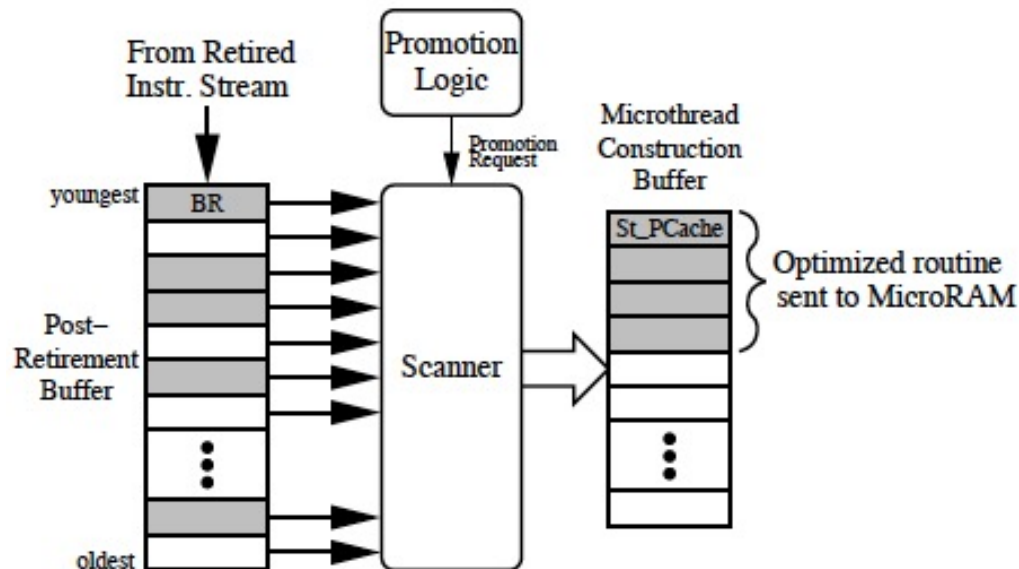 From Retired
Instr. Stream
Promotion
Logic
Promotion
Request
Microthread
Construction
Buffer
youngest
BR
St_PCache
Optimized routine
sent to MicroRAM
Post–
Retirement
Buffer
Scanner
oldest